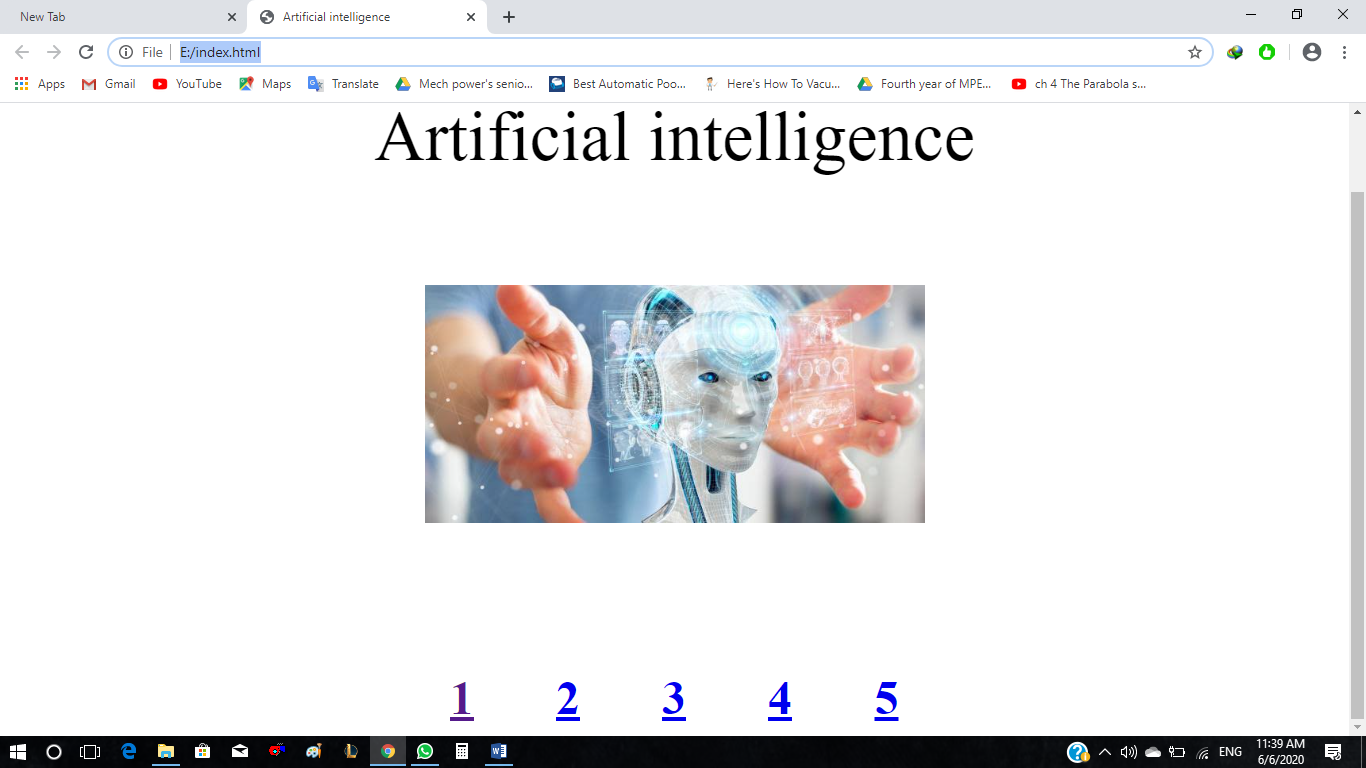 New Tab
Artificial intelligence
File
E:/index.html
Apps
Gmail
YouTube
Maps
Translate
Mech power's senio...
Best Automatic Poo...
Here's How To Vacu...
Fourth year of MPE...
ch 4 The Parabola s...
Artificial intelligence
1 2 3 4 5
ENG
11:39 AM
6/6/2020